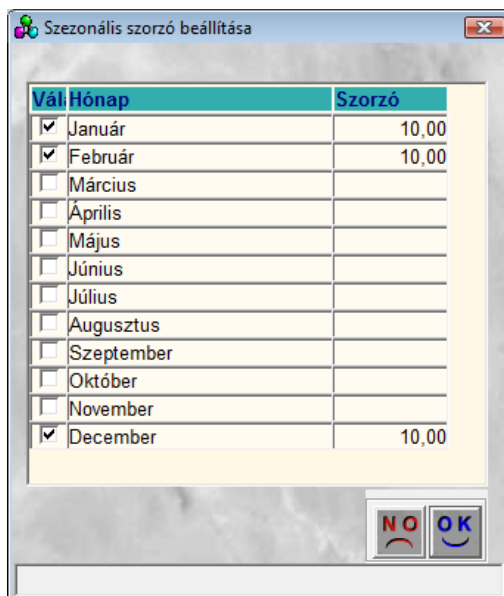 Szezonális szorzó beállítása
Vál Hónap Szorzó
Január 10,00
Február 10,00
Március
Április
Május
Június
Július
Augusztus
Szeptember
Október
November
December 10,00
NO OK